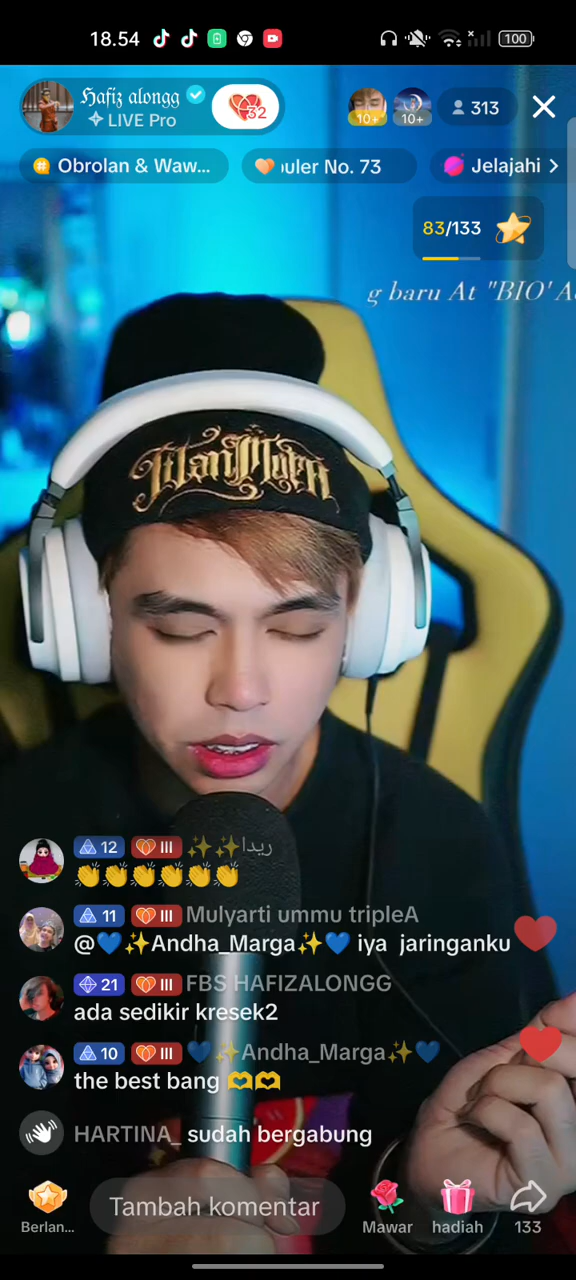 18.54
100
Hafiz alongg
LIVE Pro
32
10+
10+
313
Obrolan & Waw...
uler No. 73
Jelajahi
83/133
g baru At "BIO' A
12 III ✨✨ريدا
👏👏👏👏👏👏
11 III Mulyarti ummu tripleA
@💙✨Andha_Marga✨💙 iya jaringanku
21 III FBS HAFIZALONGG
ada sedikir kresek2
10 III 💙✨Andha_Marga✨💙
the best bang 🫶🫶
HARTINA_ sudah bergabung
Berlan...
Tambah komentar
Mawar
hadiah
133